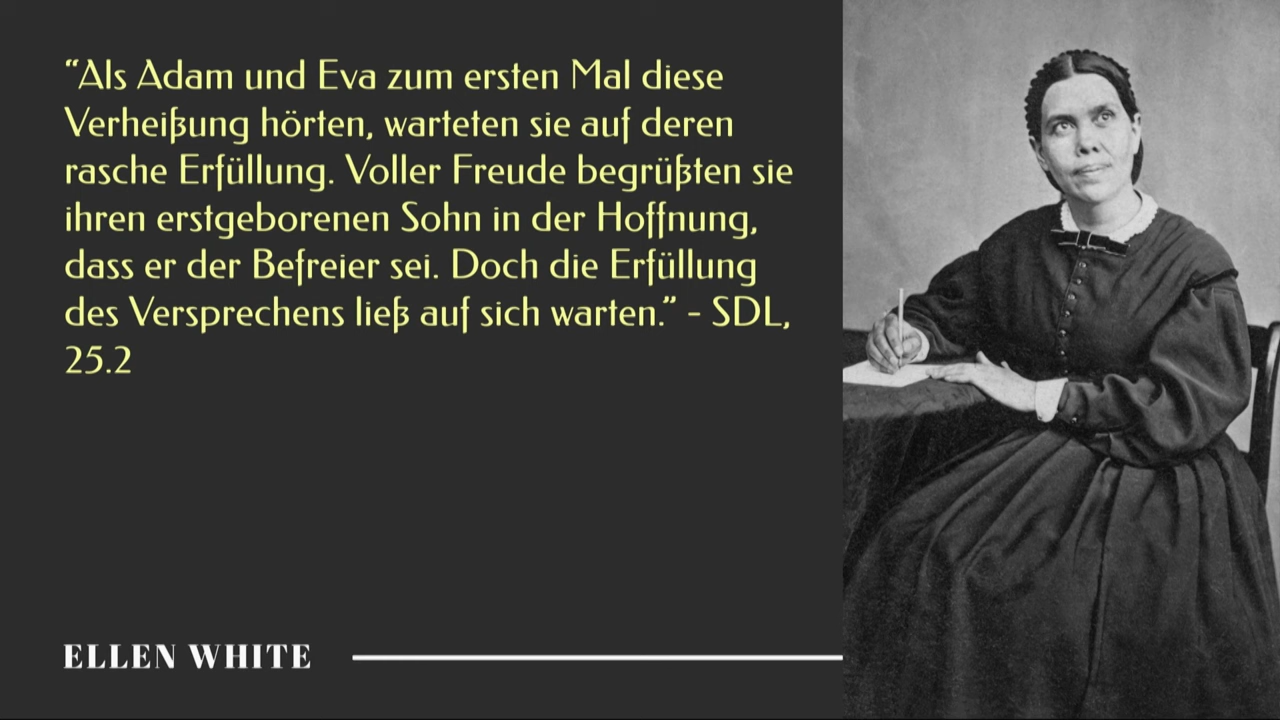 “Als Adam und Eva zum ersten Mal diese
Verheißung hörten, warteten sie auf deren
rasche Erfüllung. Voller Freude begrüßten sie
ihren erstgeborenen Sohn in der Hoffnung,
dass er der Befreier sei. Doch die Erfüllung
des Versprechens ließ auf sich warten.” - SDL,
25.2
ELLEN WHITE